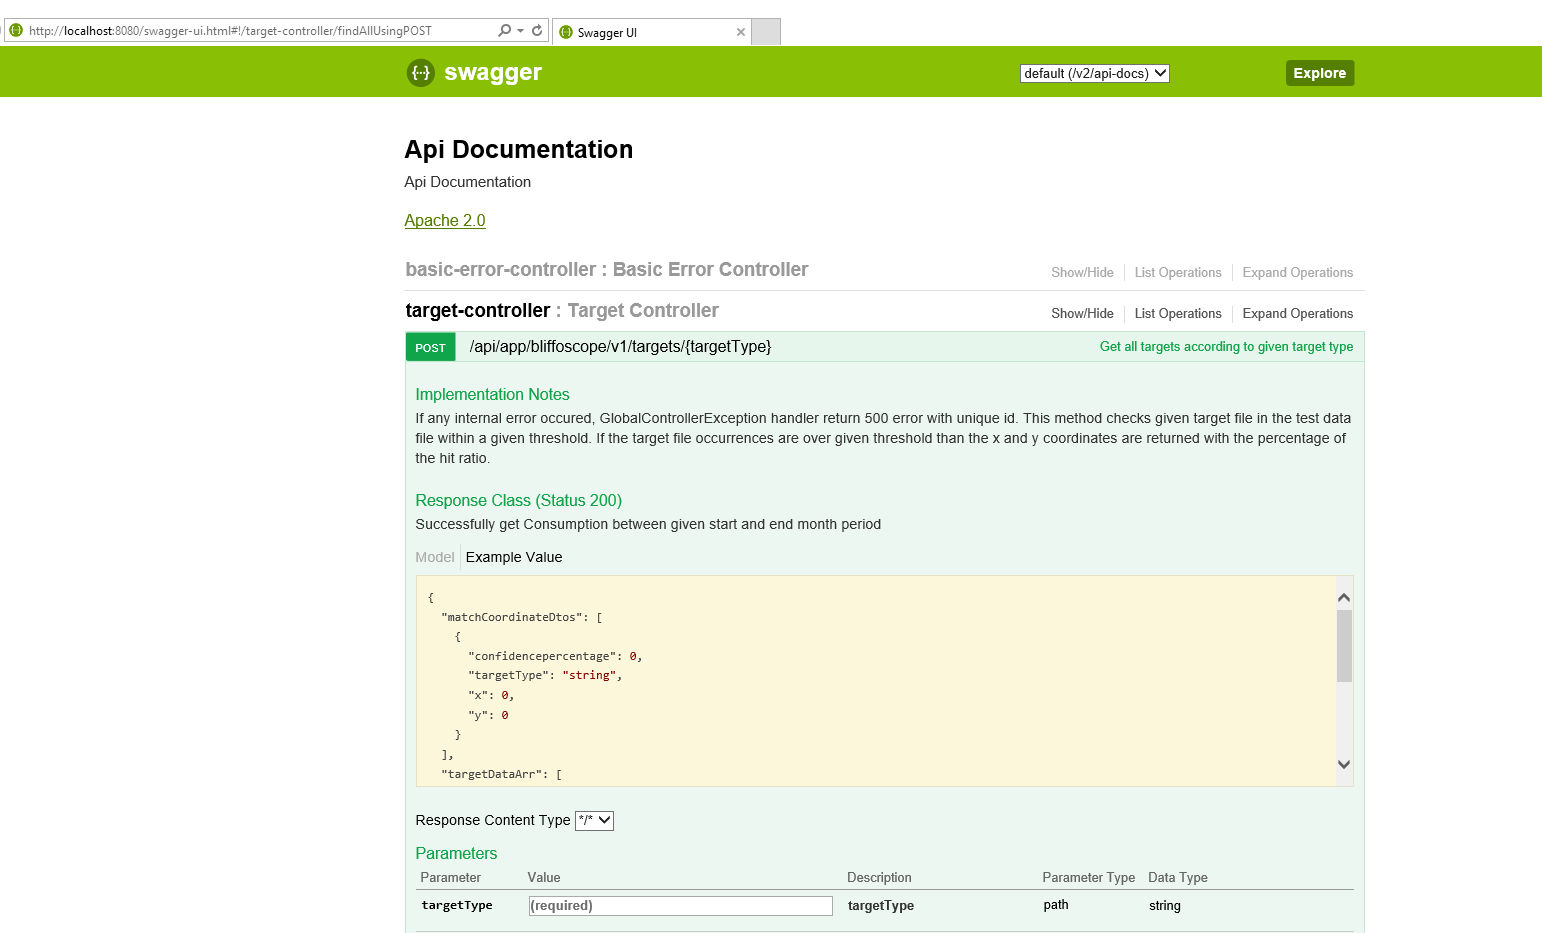 http://localhost:8080/swagger-ui.html#!/target-controller/findAllUsingPOST
Swagger UI
{··} swagger
default (/v2/api-docs)
Explore
Api Documentation
Api Documentation
Apache 2.0
basic-error-controller : Basic Error Controller
Show/Hide
List Operations
Expand Operations
target-controller : Target Controller
Show/Hide
List Operations
Expand Operations
POST
/api/app/bliffoscope/v1/targets/{targetType}
Get all targets according to given target type
Implementation Notes
If any internal error occured, GlobalControllerException handler return 500 error with unique id. This method checks given target file in the test data
file within a given threshold. If the target file occurrences are over given threshold than the x and y coordinates are returned with the percentage of
the hit ratio.
Response Class (Status 200)
Successfully get Consumption between given start and end month period
Model
Example Value
{
"matchCoordinateDtos": [
{
"confidencepercentage": 0,
"targetType": "string",
"x": 0,
"y": 0
}
],
"targetDataArr": [
Response Content Type */*
Parameters
Parameter Value Description Parameter Type Data Type
targetType (required) targetType path string